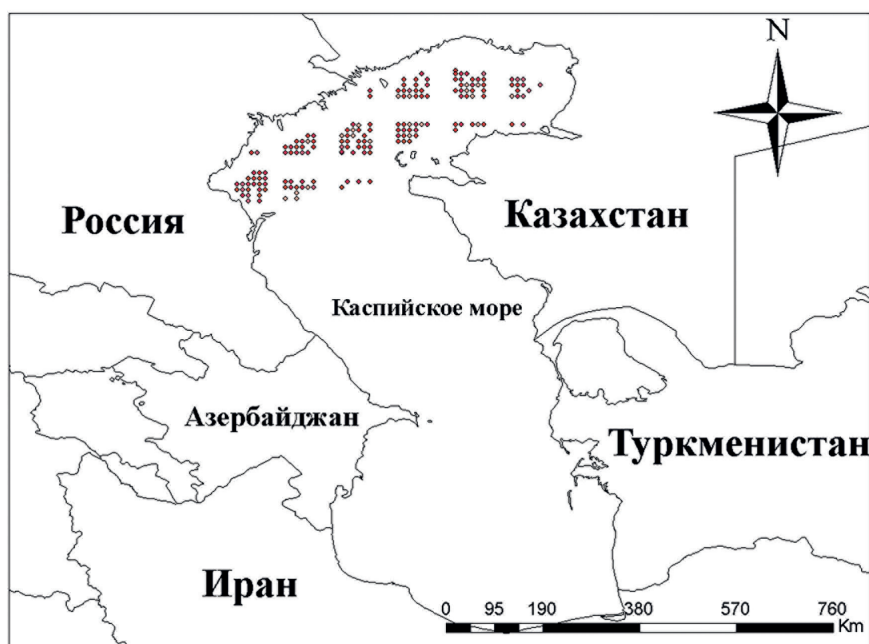 N
Россия
Казахстан
Каспийское море
Азербайджан
Туркменистан
Иран
0 95 190 380 570 760
Km